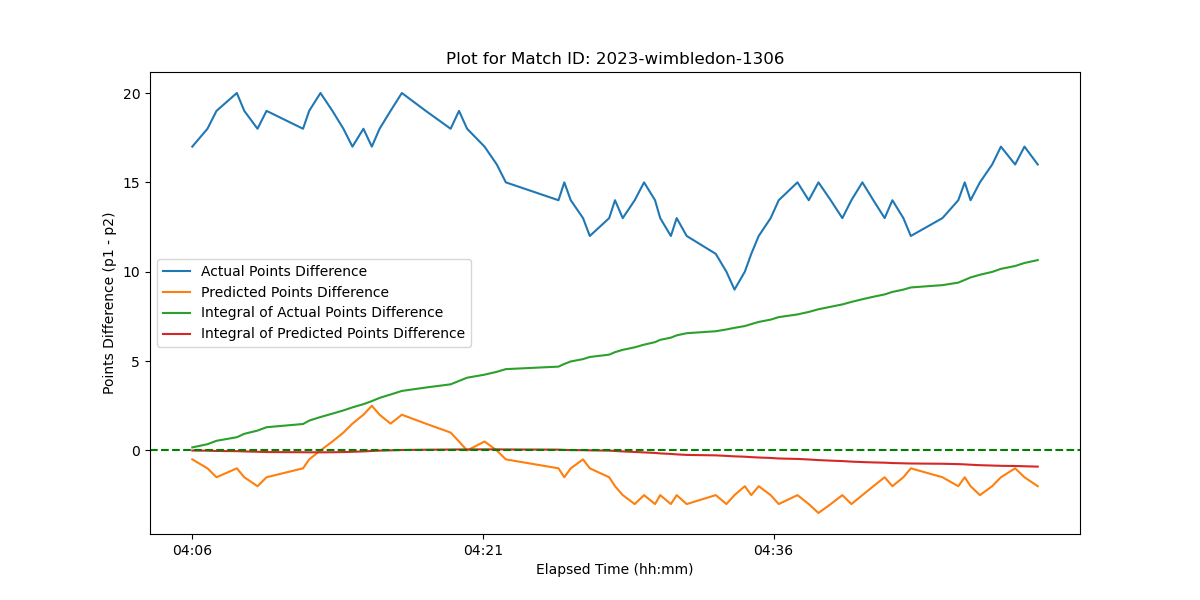 Plot for Match ID: 2023-wimbledon-1306
Points Difference (p1 - p2)
20
15
10
5
0
Actual Points Difference
Predicted Points Difference
Integral of Actual Points Difference
Integral of Predicted Points Difference
04:06
04:21
04:36
Elapsed Time (hh:mm)